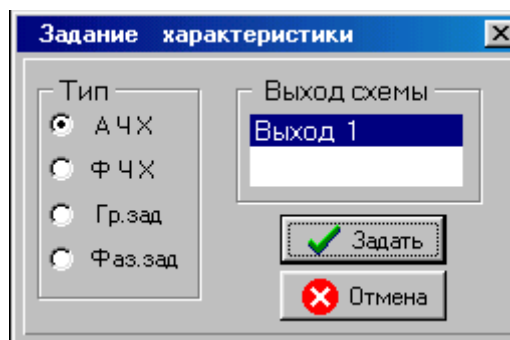 Задание характеристики
Тип
АЧХ
ФЧХ
Гр.зад
Фаз.зад
Выход схемы
Выход 1
Задать
Отмена